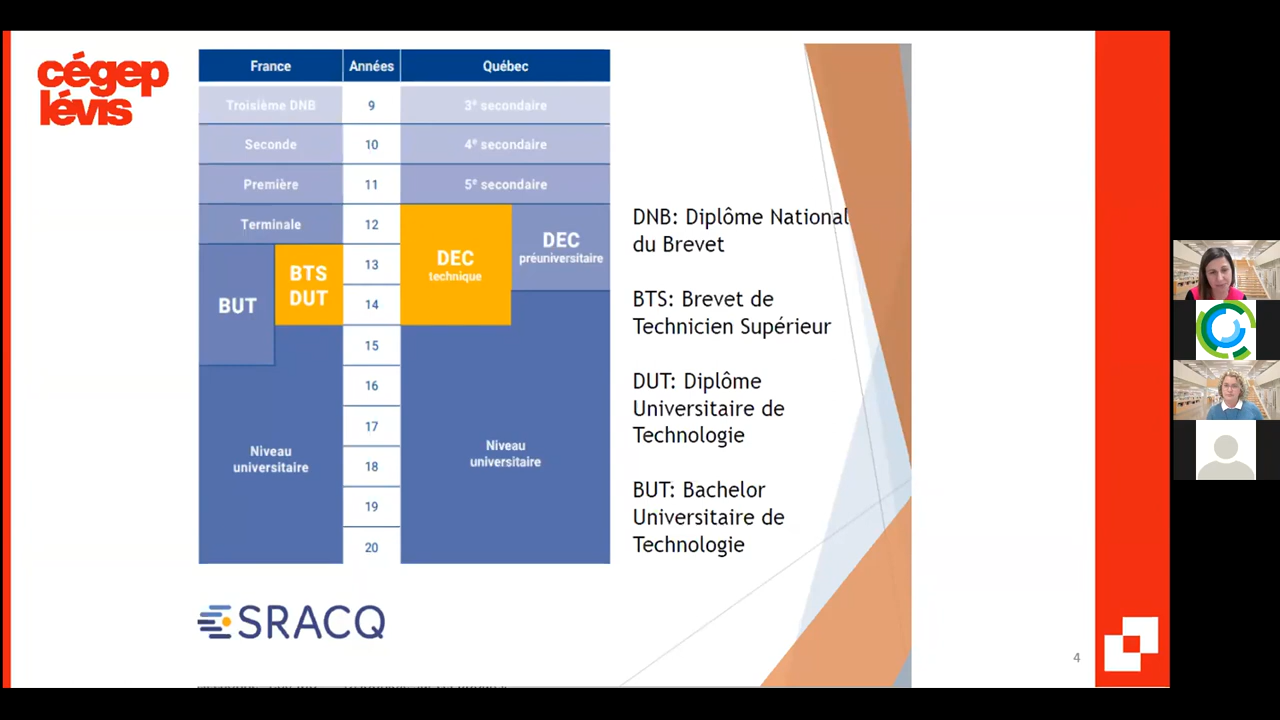 cégep
lévis
France Années Québec
Troisième DNB 9 3e secondaire
Seconde 10 4e secondaire
Première 11 5e secondaire
Terminale 12
DEC
technique
DEC
préuniversitaire
13
BTS
DUT
BUT
14
15
16
17
Niveau
universitaire
Niveau
universitaire
18
19
20
DNB: Diplôme National
du Brevet
BTS: Brevet de
Technicien Supérieur
DUT: Diplôme
Universitaire de
Technologie
BUT: Bachelor
Universitaire de
Technologie
SRACQ
4